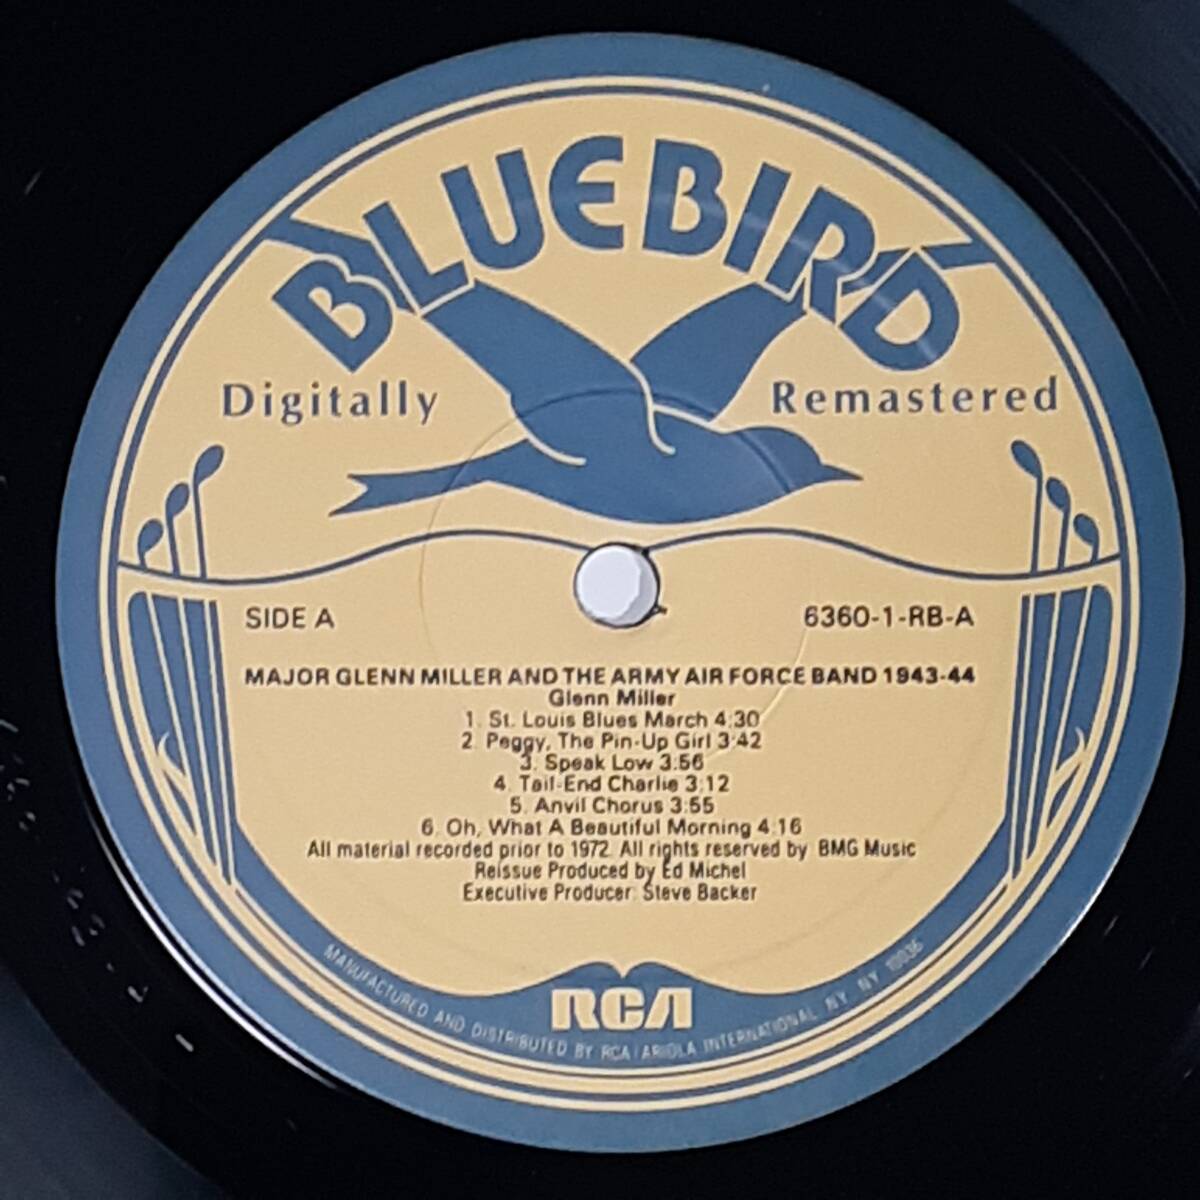 BLUEBIRD
Digitally Remastered
SIDE A 6360-1-RB-A
MAJOR GLENN MILLER AND THE ARMY AIR FORCE BAND 1943-44
Glenn Miller
1. St. Louis Blues March 4:30
2. Peggy, The Pin-Up Girl 3:42
3. Speak Low 3:56
4. Tail-End Charlie 3:12
5. Anvil Chorus 3:55
6. Oh, What A Beautiful Morning 4:16
All material recorded prior to 1972. All rights reserved by BMG Music
Reissue Produced by Ed Michel
Executive Producer: Steve Backer
RCA
MANUFACTURED AND DISTRIBUTED BY RCA/ARIOLA INTERNATIONAL, NY, NY 10036